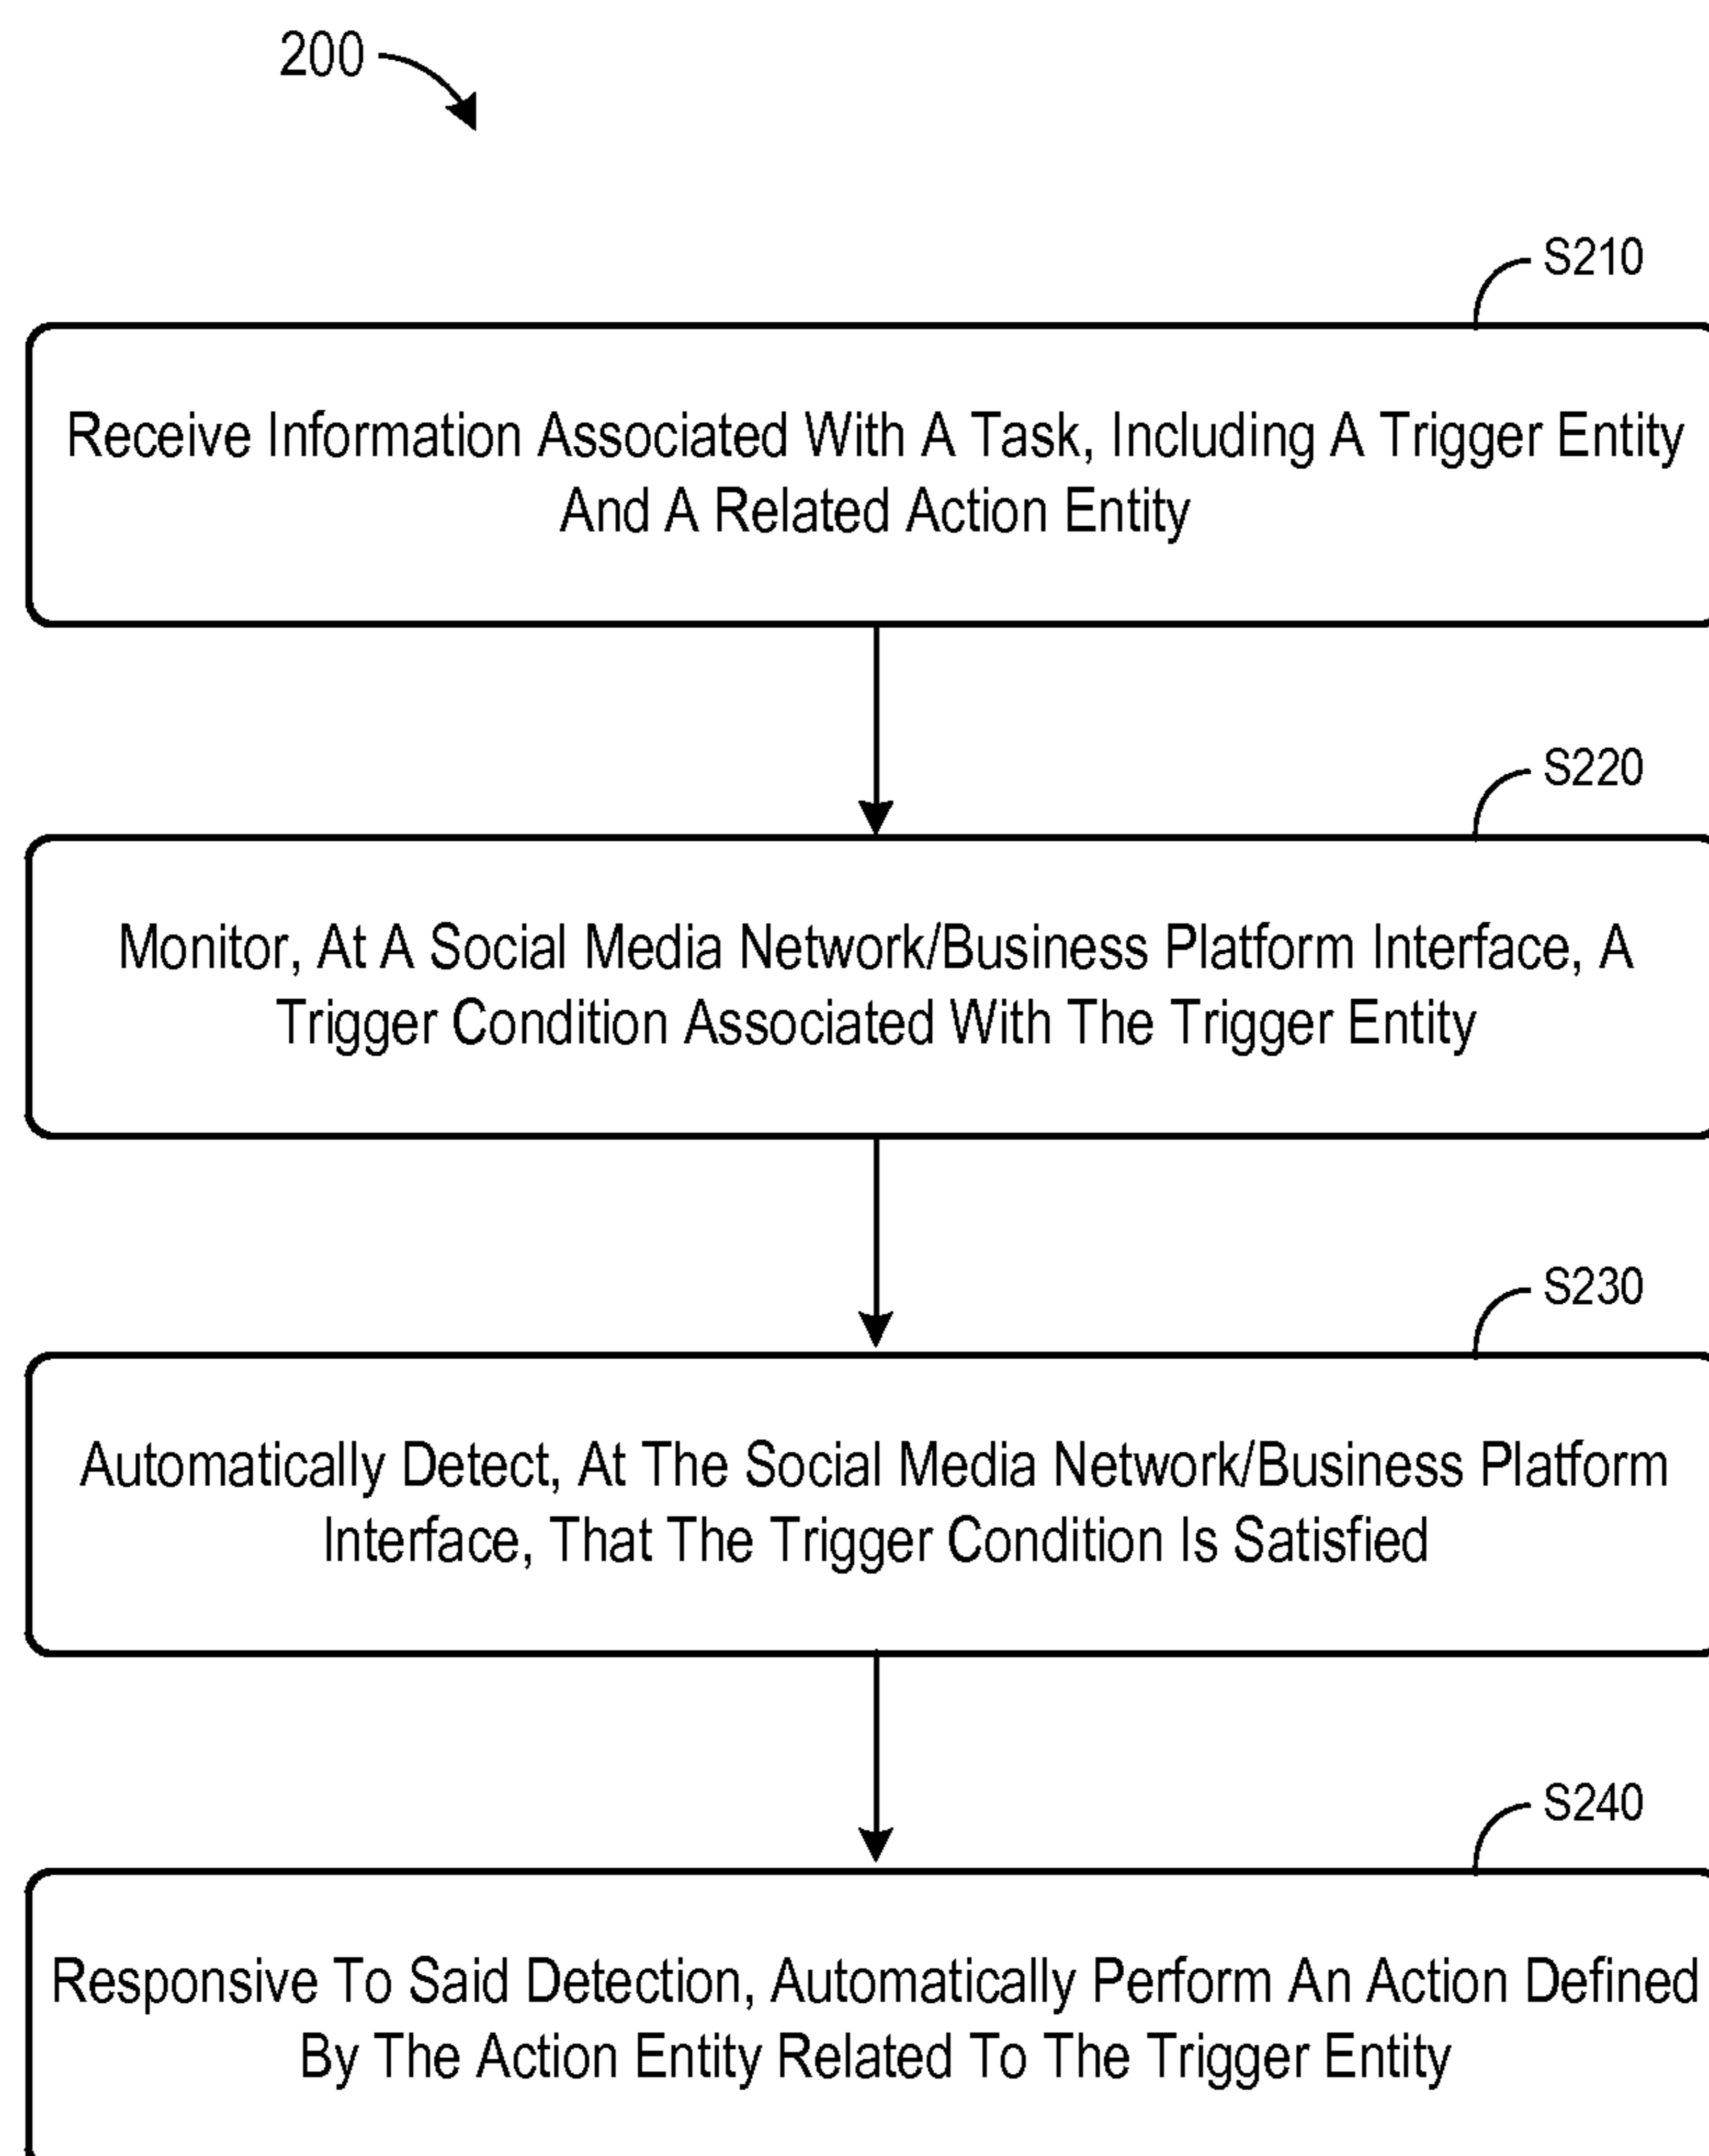 200
S210
Receive Information Associated With A Task, Including A Trigger Entity
And A Related Action Entity
S220
Monitor, At A Social Media Network/Business Platform Interface, A
Trigger Condition Associated With The Trigger Entity
S230
Automatically Detect, At The Social Media Network/Business Platform
Interface, That The Trigger Condition Is Satisfied
S240
Responsive To Said Detection, Automatically Perform An Action Defined
By The Action Entity Related To The Trigger Entity